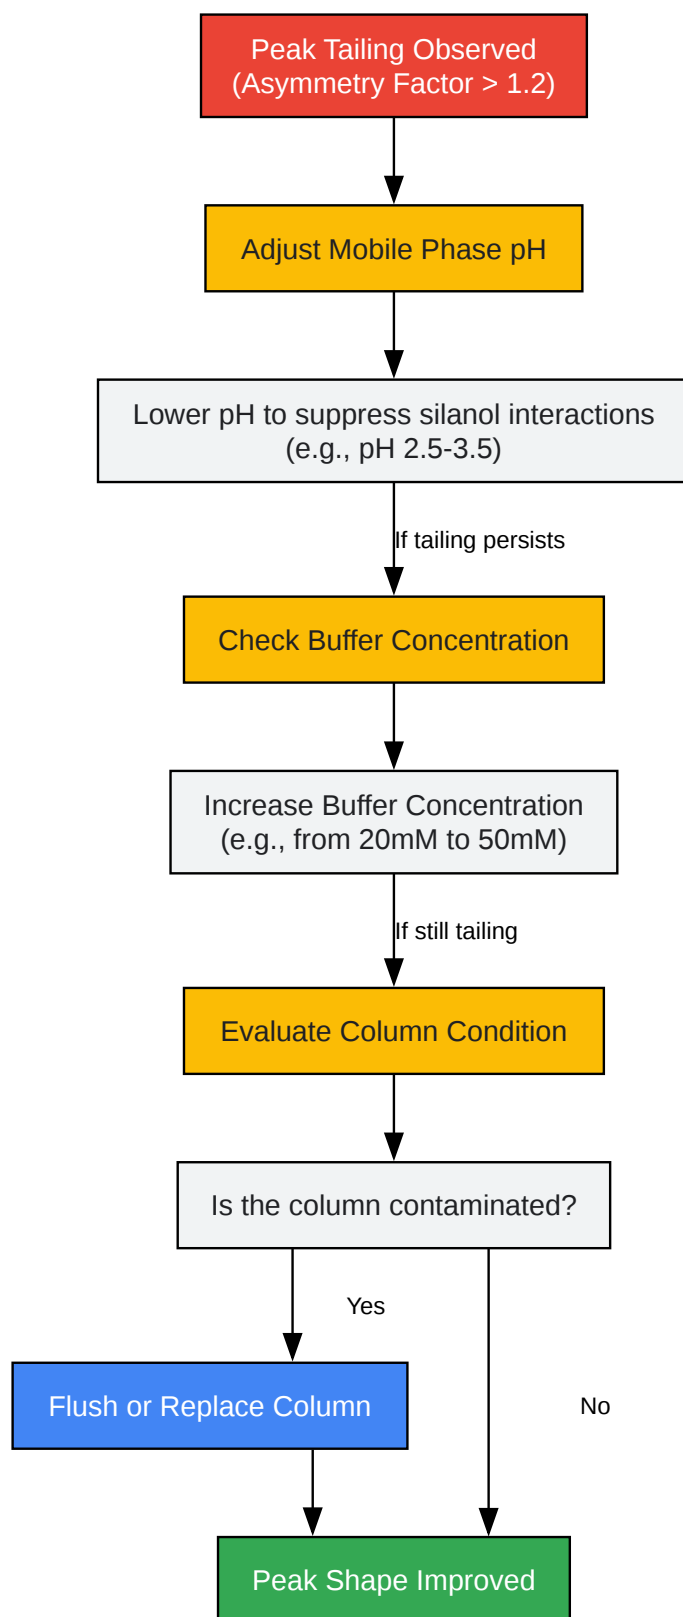 Peak Tailing Observed
(Asymmetry Factor > 1.2)
Adjust Mobile Phase pH
Lower pH to suppress silanol interactions
(e.g., pH 2.5-3.5)
If tailing persists
Check Buffer Concentration
Increase Buffer Concentration
(e.g., from 20mM to 50mM)
If still tailing
Evaluate Column Condition
Is the column contaminated?
Yes
Flush or Replace Column
No
Peak Shape Improved